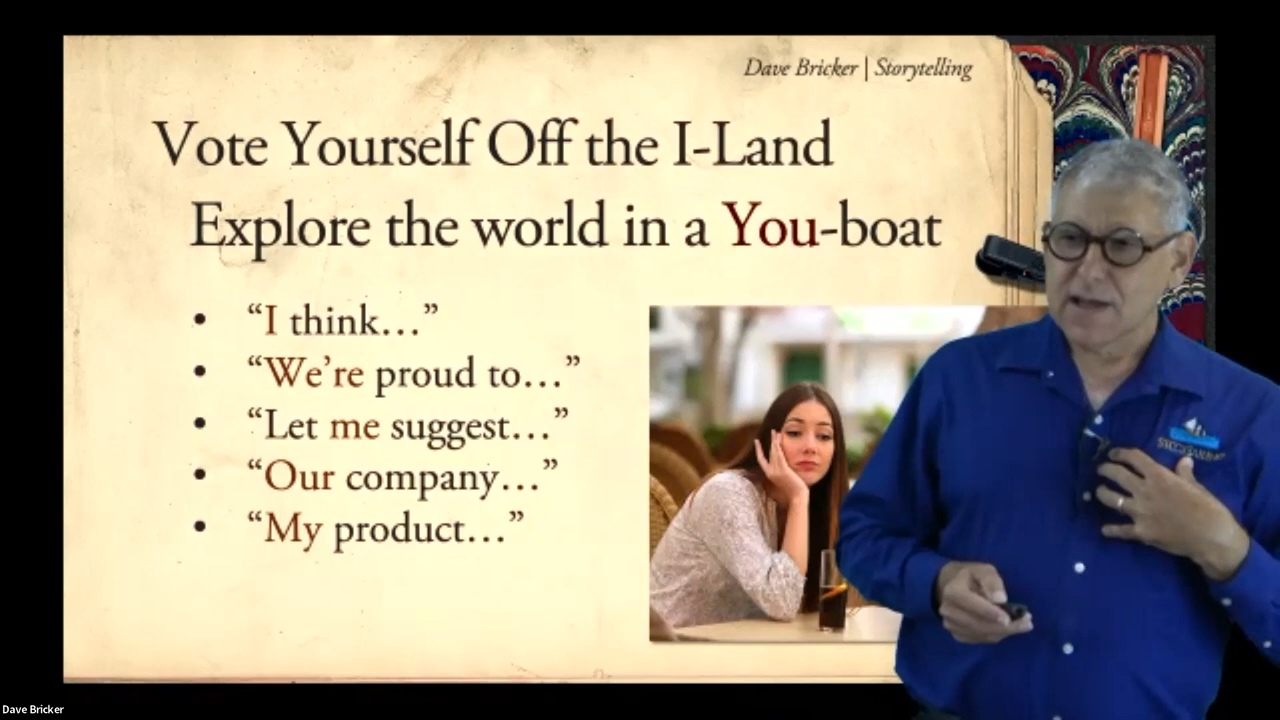 Dave Bricker | Storytelling
Vote Yourself Off the I-Land
Explore the world in a You-boat
• “I think…”
• “We’re proud to…”
• “Let me suggest…”
• “Our company…”
• “My product…”
Dave Bricker